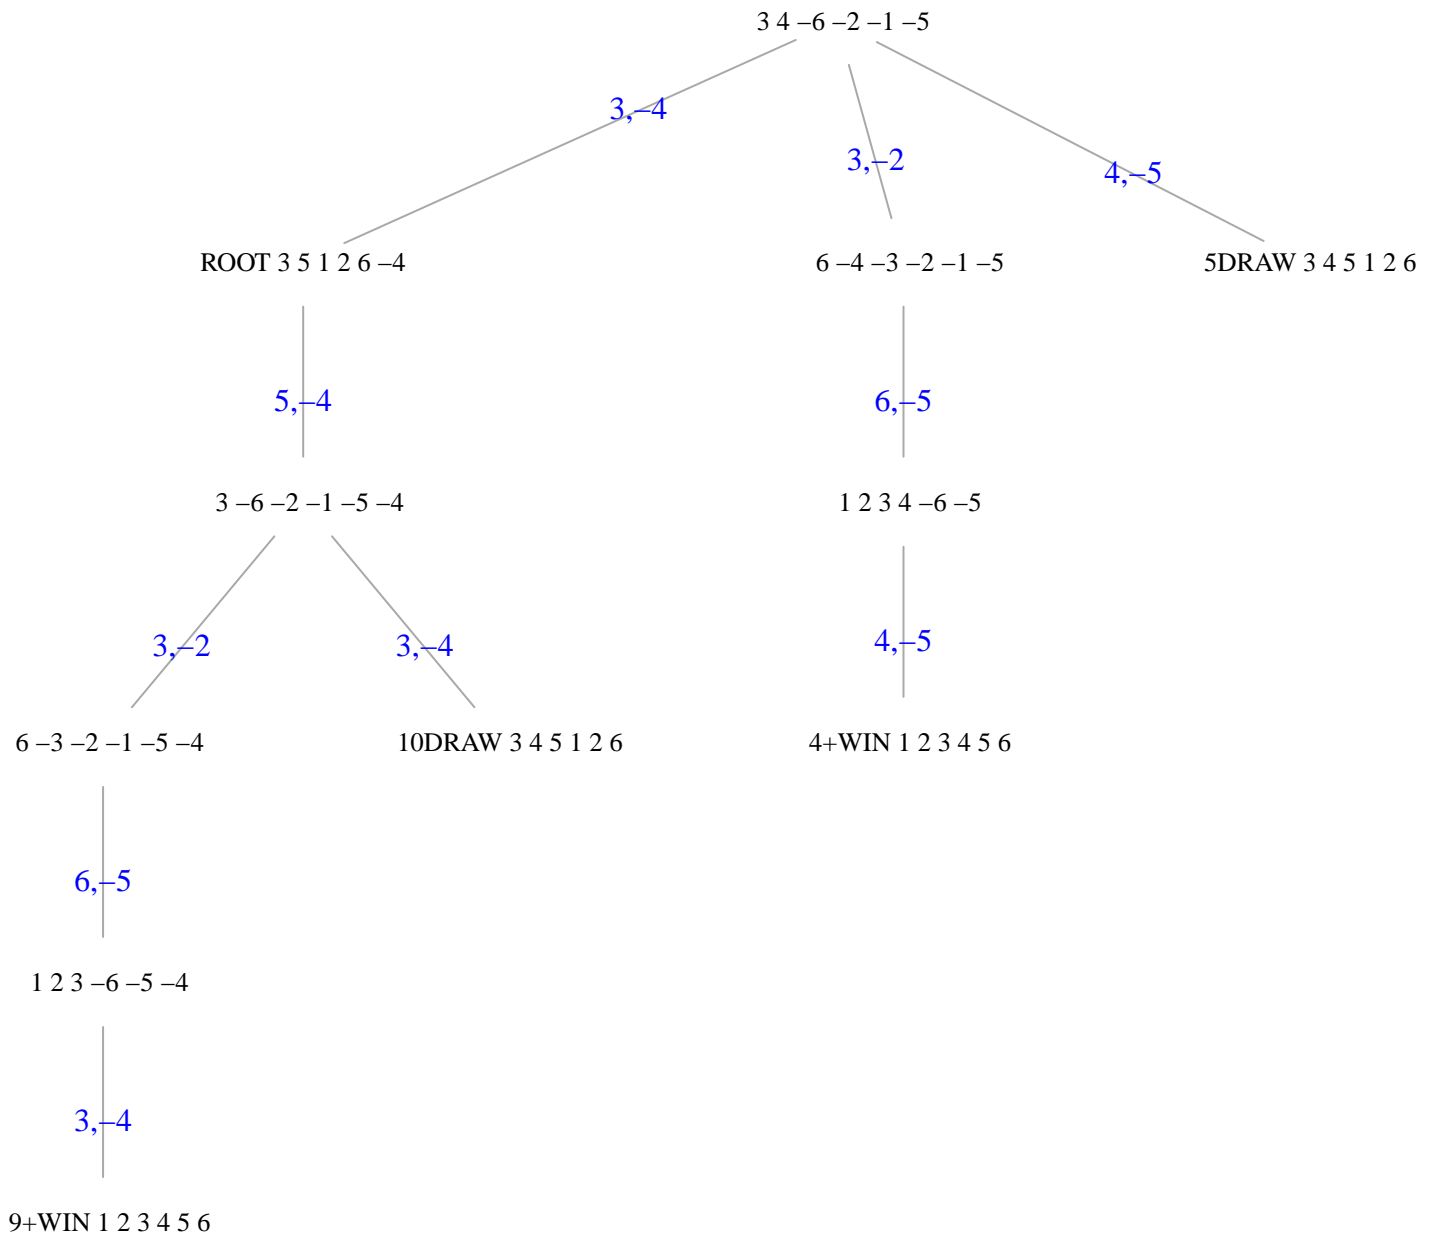 3 4 –6 –2 –1 –5
3,–4
3,–2
4,–5
ROOT 3 5 1 2 6 –4
6 –4 –3 –2 –1 –5
5DRAW 3 4 5 1 2 6
5,–4
6,–5
3 –6 –2 –1 –5 –4
1 2 3 4 –6 –5
3,–2
3,–4
4,–5
6 –3 –2 –1 –5 –4
10DRAW 3 4 5 1 2 6
4+WIN 1 2 3 4 5 6
6,–5
1 2 3 –6 –5 –4
3,–4
9+WIN 1 2 3 4 5 6